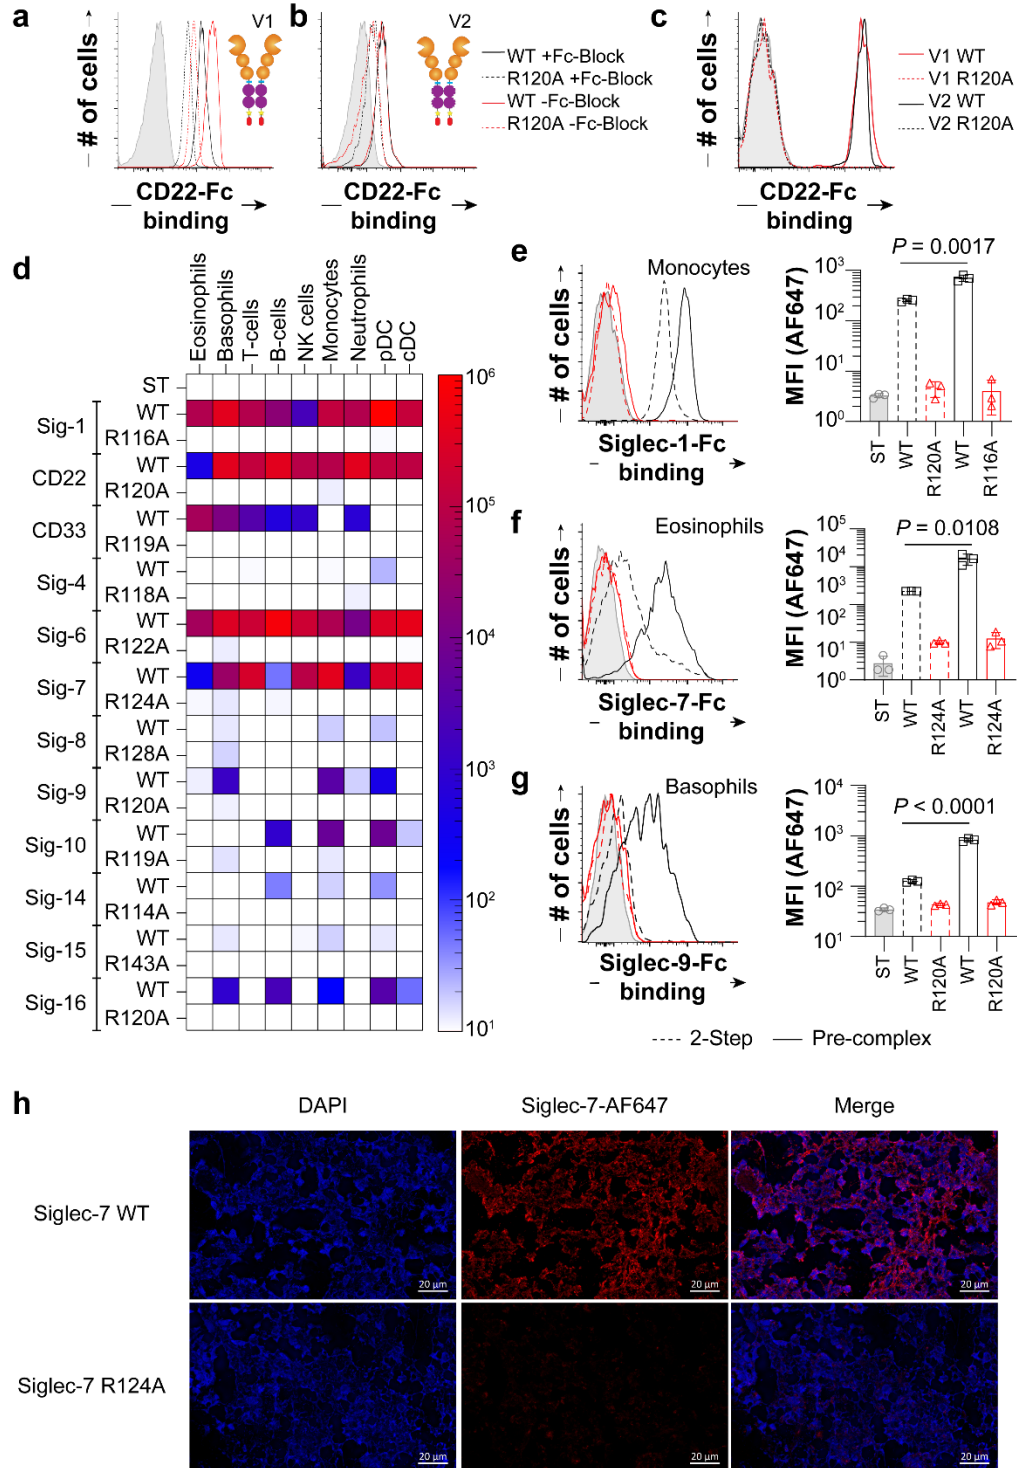 a
V1
# of cells
CD22-Fc
binding
b
V2
# of cells
CD22-Fc
binding
WT +Fc-Block
R120A +Fc-Block
WT -Fc-Block
R120A -Fc-Block
c
# of cells
CD22-Fc
binding
V1 WT
V1 R120A
V2 WT
V2 R120A
d
Eosinophils
Basophils
T-cells
B-cells
NK cells
Monocytes
Neutrophils
pDC
cDC
ST
Sig-1
WT
R116A
CD22
WT
R120A
CD33
WT
R119A
Sig-4
WT
R118A
Sig-6
WT
R122A
Sig-7
WT
R124A
Sig-8
WT
R128A
Sig-9
WT
R120A
Sig-10
WT
R119A
Sig-14
WT
R114A
Sig-15
WT
R143A
Sig-16
WT
R120A
10⁶
10⁵
10⁴
10³
10²
10¹
e
Monocytes
# of cells
Siglec-1-Fc
binding
P = 0.0017
MFI (AF647)
10³
10²
10¹
10⁰
ST
WT
R120A
WT
R116A
f
Eosinophils
# of cells
Siglec-7-Fc
binding
P = 0.0108
MFI (AF647)
10⁵
10⁴
10³
10²
10¹
10⁰
ST
WT
R124A
WT
R124A
g
Basophils
# of cells
Siglec-9-Fc
binding
P < 0.0001
MFI (AF647)
10⁴
10³
10²
10¹
ST
WT
R120A
WT
R120A
2-Step
Pre-complex
h
DAPI
Siglec-7-AF647
Merge
Siglec-7 WT
20 µm
20 µm
20 µm
Siglec-7 R124A
20 µm
20 µm
20 µm